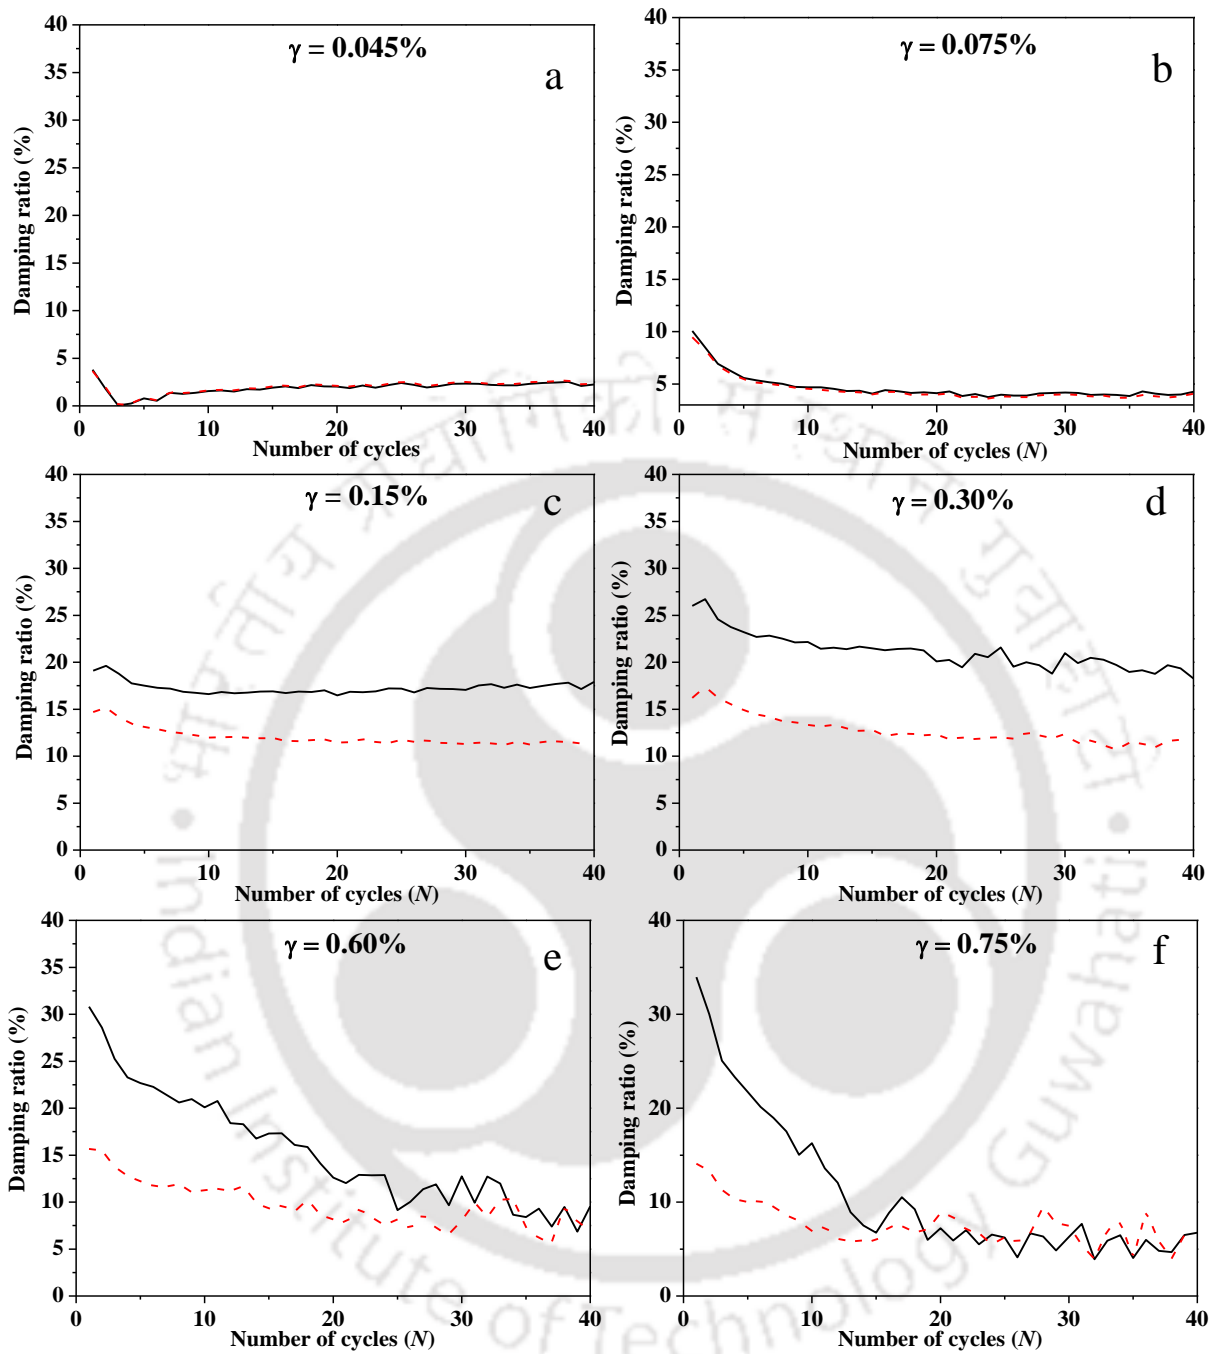 γ = 0.045%
a
Damping ratio (%)
40
35
30
25
20
15
10
5
0
0 10 20 30 40
Number of cycles
γ = 0.075%
b
Damping ratio (%)
40
35
30
25
20
15
10
5
0 10 20 30 40
Number of cycles (N)
γ = 0.15%
c
Damping ratio (%)
40
35
30
25
20
15
10
5
0
0 10 20 30 40
Number of cycles (N)
γ = 0.30%
d
Damping ratio (%)
40
35
30
25
20
15
10
5
0
0 10 20 30 40
Number of cycles (N)
γ = 0.60%
e
Damping ratio (%)
40
35
30
25
20
15
10
5
0
0 10 20 30 40
Number of cycles (N)
γ = 0.75%
f
Damping ratio (%)
40
30
20
10
0
0 10 20 30 40
Number of cycles (N)
भारतीय प्रौद्योगिकी संस्थान गुवाहाटी
Indian Institute of Technology Guwahati